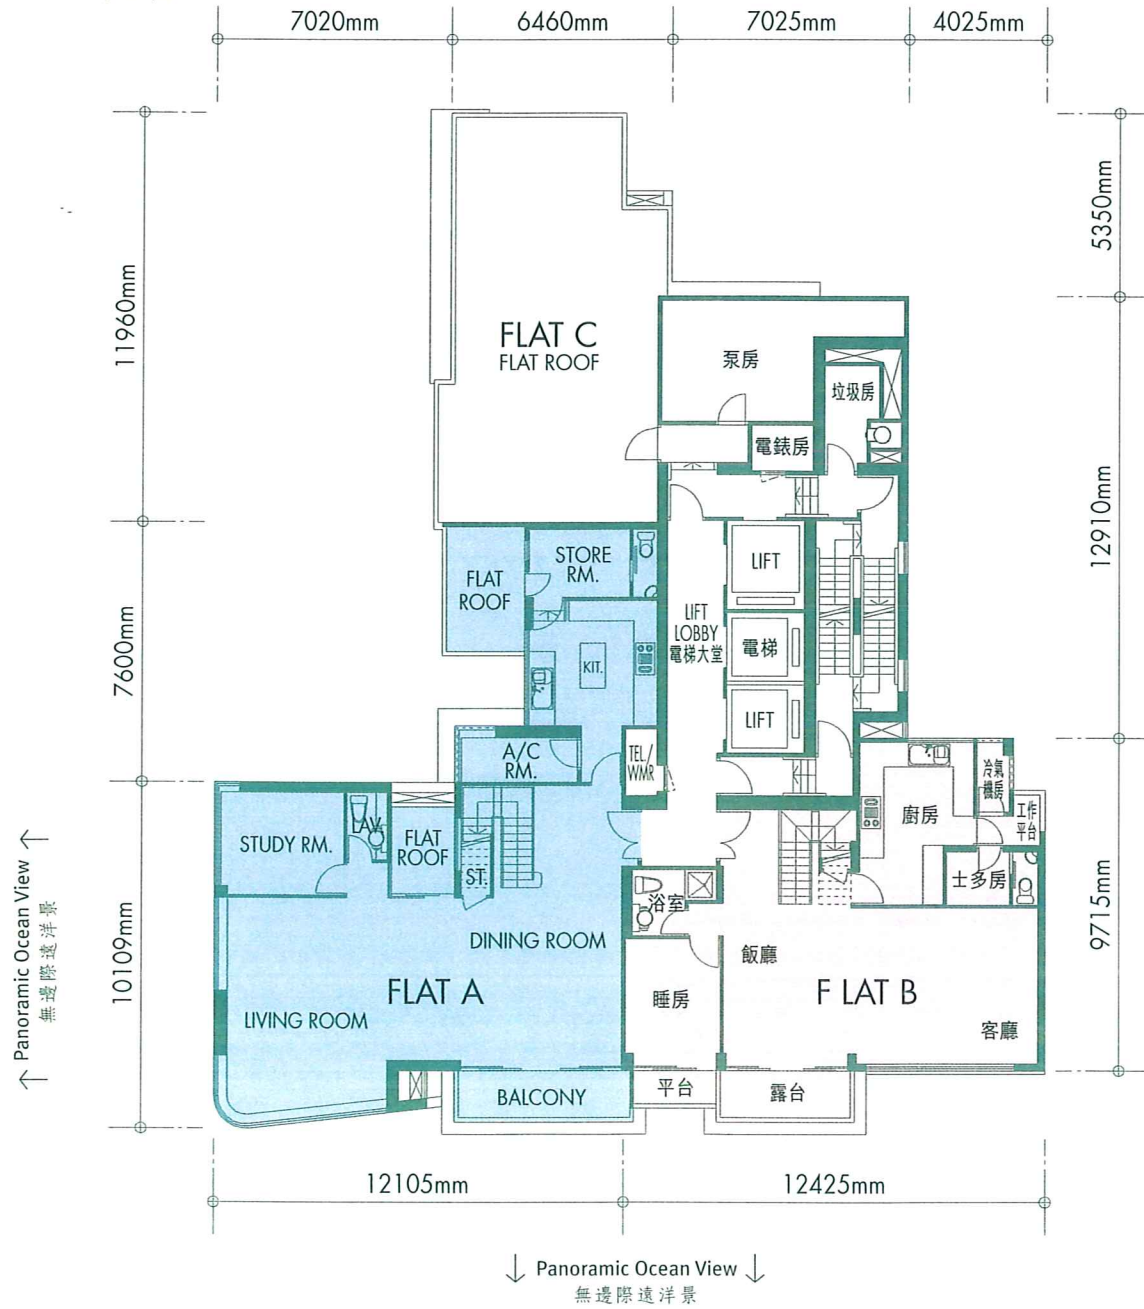 7020mm
6460mm
7025mm
4025mm
11960mm
7600mm
10109mm
5350mm
12910mm
9715mm
FLAT C
FLAT ROOF
泵房
垃圾房
電錶房
STORE
RM.
FLAT
ROOF
LIFT
LIFT
LOBBY
電梯大堂
電梯
LIFT
KIT.
A/C
RM.
TEL/
WMR
冷氣
機房
廚房
工作
平台
士多房
STUDY RM.
LAV.
FLAT
ROOF
ST.
浴室
DINING ROOM
飯廳
FLAT A
F LAT B
睡房
LIVING ROOM
客廳
BALCONY
平台
露台
↑ Panoramic Ocean View ↑
無邊際遠洋景
12105mm
12425mm
↓ Panoramic Ocean View ↓
無邊際遠洋景